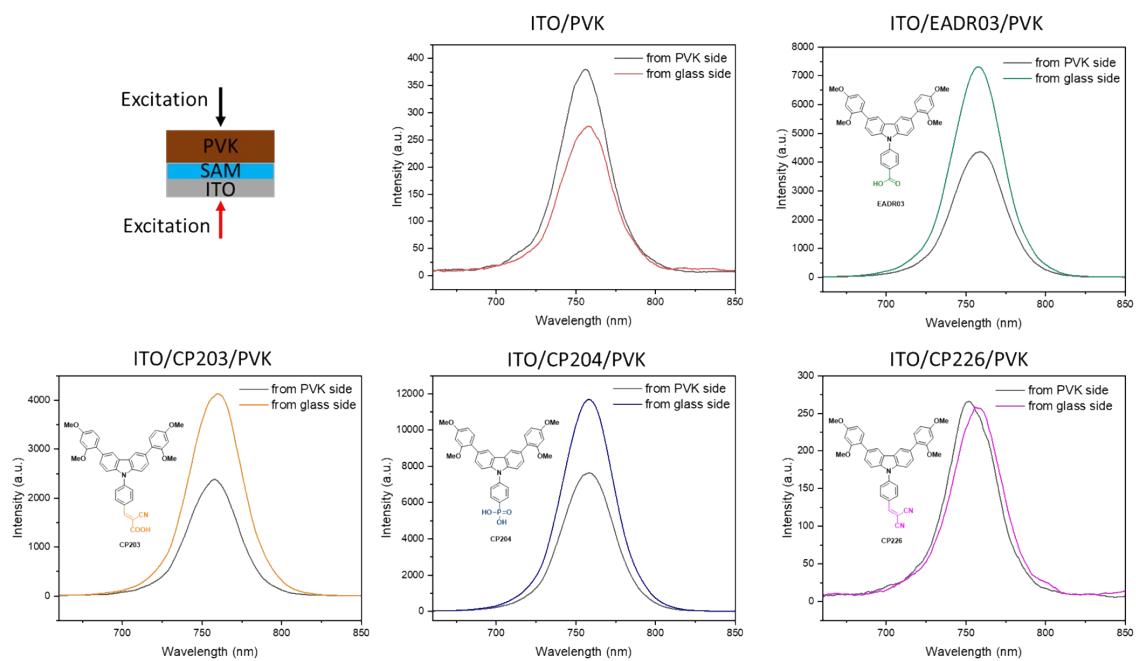 ITO/PVK
ITO/EADR03/PVK
Excitation
PVK
SAM
ITO
Excitation
from PVK side
from glass side
400
350
300
250
200
150
100
50
0
Intensity (a.u.)
700
750
800
850
Wavelength (nm)
from PVK side
from glass side
8000
7000
6000
5000
4000
3000
2000
1000
0
Intensity (a.u.)
MeO
OMe
OMe
OMe
N
HO
O
EADR03
700
750
800
850
Wavelength (nm)
ITO/CP203/PVK
ITO/CP204/PVK
ITO/CP226/PVK
from PVK side
from glass side
4000
3000
2000
1000
0
Intensity (a.u.)
MeO
OMe
OMe
OMe
N
CN
COOH
CP203
700
750
800
850
Wavelength (nm)
from PVK side
from glass side
12000
10000
8000
6000
4000
2000
0
Intensity (a.u.)
MeO
OMe
OMe
OMe
N
HO-P=O
OH
CP204
700
750
800
850
Wavelength (nm)
from PVK side
from glass side
300
250
200
150
100
50
0
Intensity (a.u.)
MeO
OMe
OMe
OMe
N
CN
CN
CP226
700
750
800
850
Wavelength (nm)